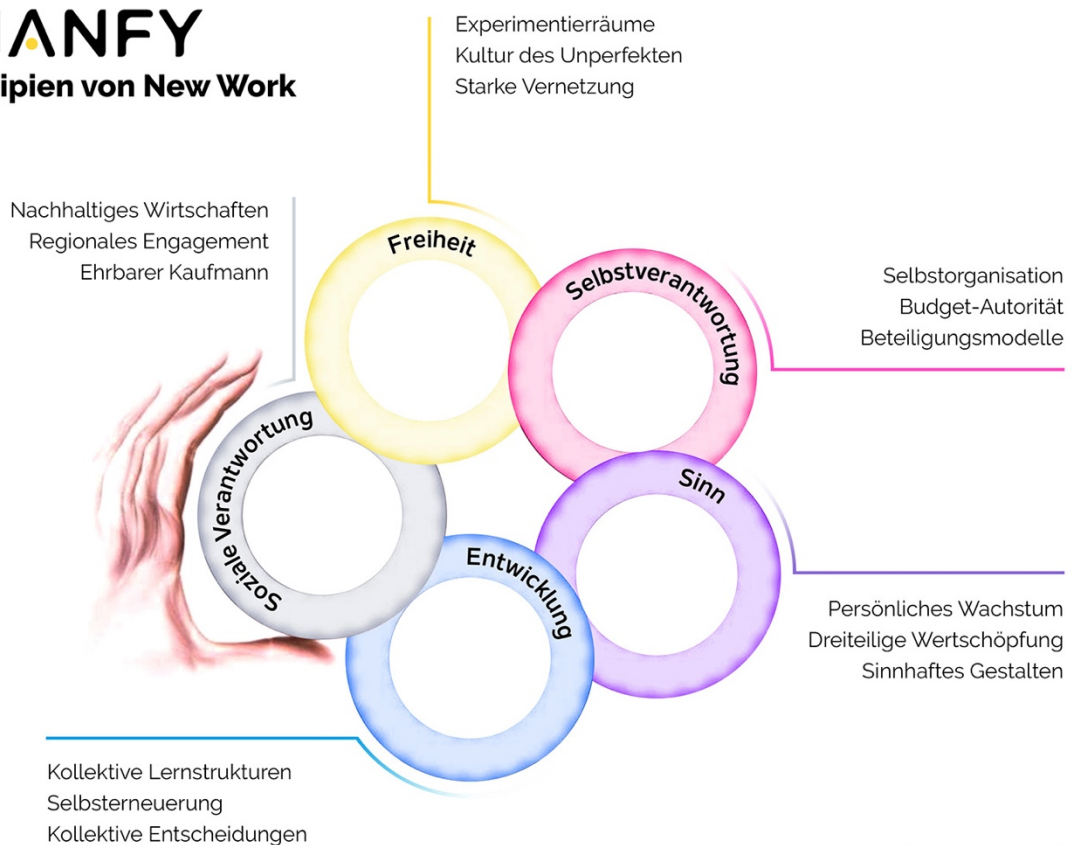 ANFY
ipien von New Work
Experimentierräume
Kultur des Unperfekten
Starke Vernetzung
Nachhaltiges Wirtschaften
Regionales Engagement
Ehrbarer Kaufmann
Freiheit
Selbstverantwortung
Selbstorganisation
Budget-Autorität
Beteiligungsmodelle
Soziale Verantwortung
Sinn
Entwicklung
Persönliches Wachstum
Dreiteilige Wertschöpfung
Sinnhaftes Gestalten
Kollektive Lernstrukturen
Selbsterneuerung
Kollektive Entscheidungen